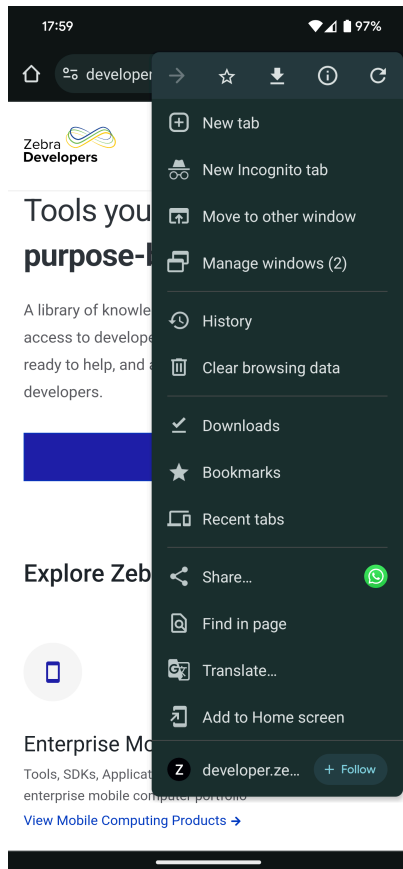 17:59
97%
developer
New tab
New Incognito tab
Move to other window
Manage windows (2)
History
Clear browsing data
Downloads
Bookmarks
Recent tabs
Share...
Find in page
Translate...
Add to Home screen
Z
developer.ze...
+ Follow
Zebra
Developers
Tools you
purpose-b
A library of knowle
access to develope
ready to help, and a
developers.
Explore Zeb
Enterprise Mo
Tools, SDKs, Applicat
enterprise mobile computer portfolio
View Mobile Computing Products →